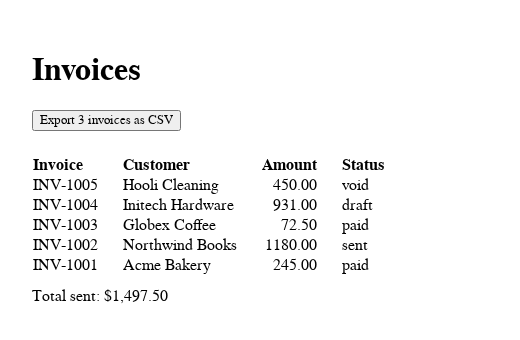 Invoices
Export 3 invoices as CSV
Invoice Customer Amount Status
INV-1005 Hooli Cleaning 450.00 void
INV-1004 Initech Hardware 931.00 draft
INV-1003 Globex Coffee 72.50 paid
INV-1002 Northwind Books 1180.00 sent
INV-1001 Acme Bakery 245.00 paid
Total sent: $1,497.50